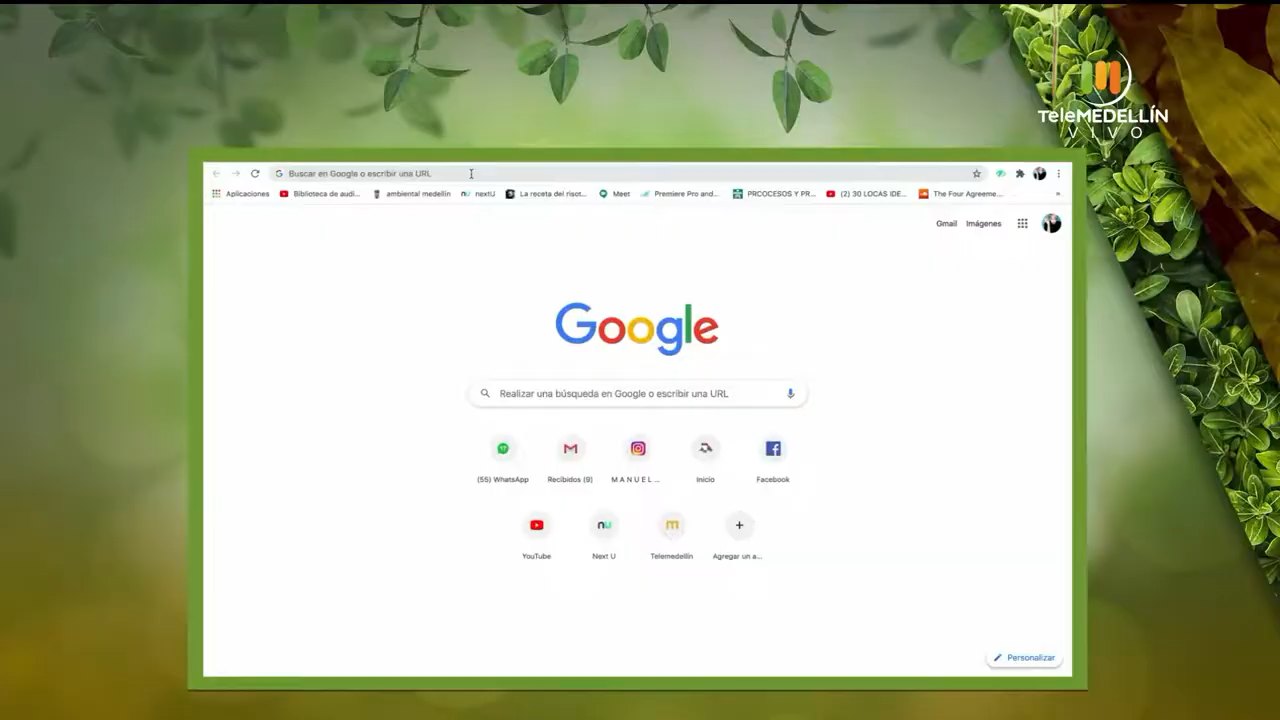 TeleMEDELLÍN
VIVO
Buscar en Google o escribir una URL
Aplicaciones Biblioteca de audi... ambiental medellin nextU La receta del risot... Meet Premiere Pro and... PRCOCESOS Y PR... (2) 30 LOCAS IDE... The Four Agreeme... »
Gmail Imágenes
Google
Realizar una búsqueda en Google o escribir una URL
(55) WhatsApp Recibidos (9) M A N U E L ... Inicio Facebook
YouTube Next U Telemedellín Agregar un a...
Personalizar